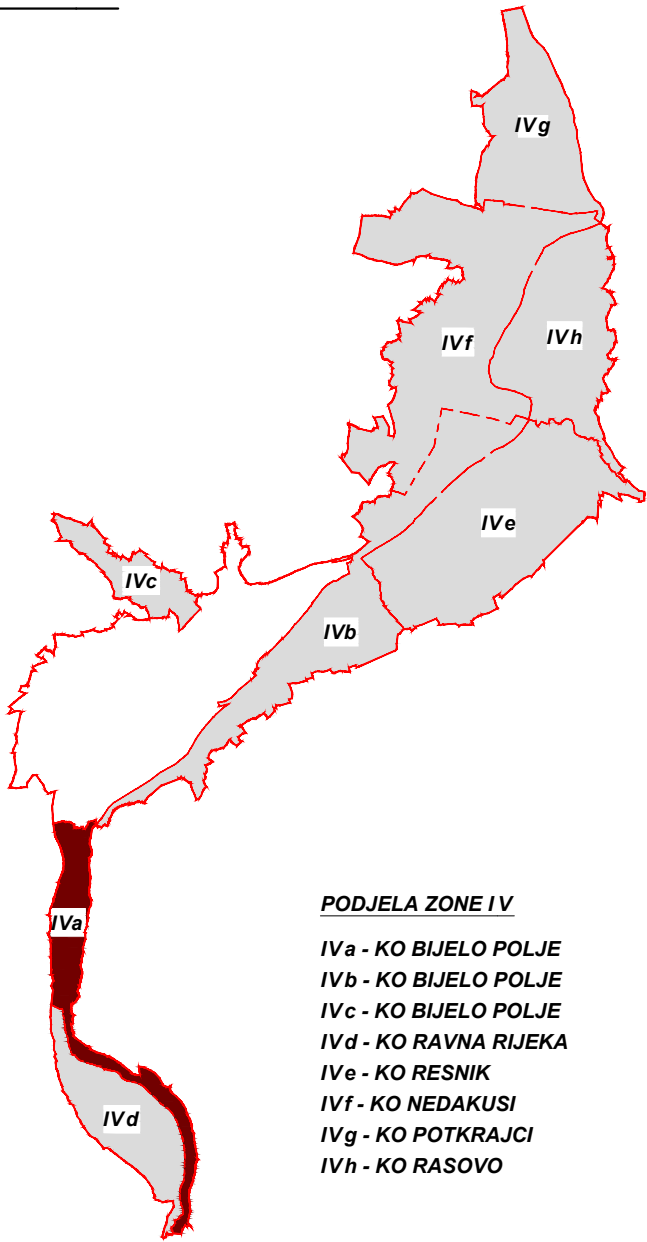 IVg
IVf
IVh
IVe
IVc
IVb
IVa
IVd
PODJELA ZONE IV
IVa - KO BIJELO POLJE
IVb - KO BIJELO POLJE
IVc - KO BIJELO POLJE
IVd - KO RAVNA RIJEKA
IVe - KO RESNIK
IVf - KO NEDAKUSI
IVg - KO POTKRAJCI
IVh - KO RASOVO